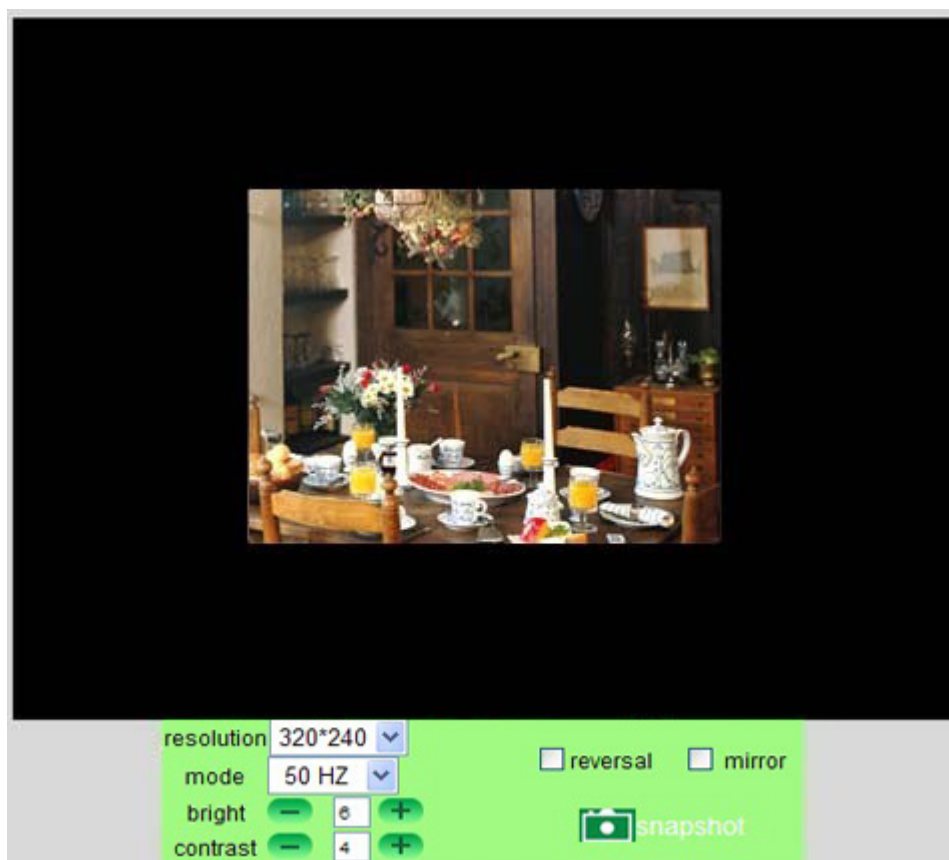 resolution 320*240
reversal mirror
mode 50 HZ
bright 6
snapshot
contrast 4